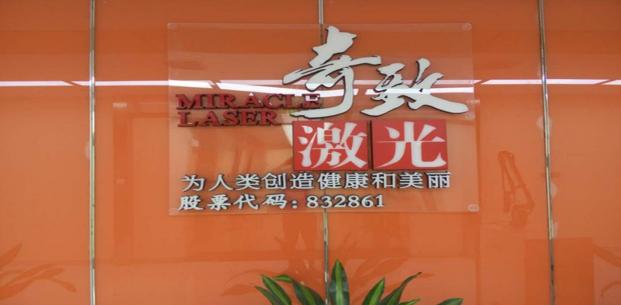 奇致
MIRACLE
LASER
激光
为人类创造健康和美丽
股票代码:832861